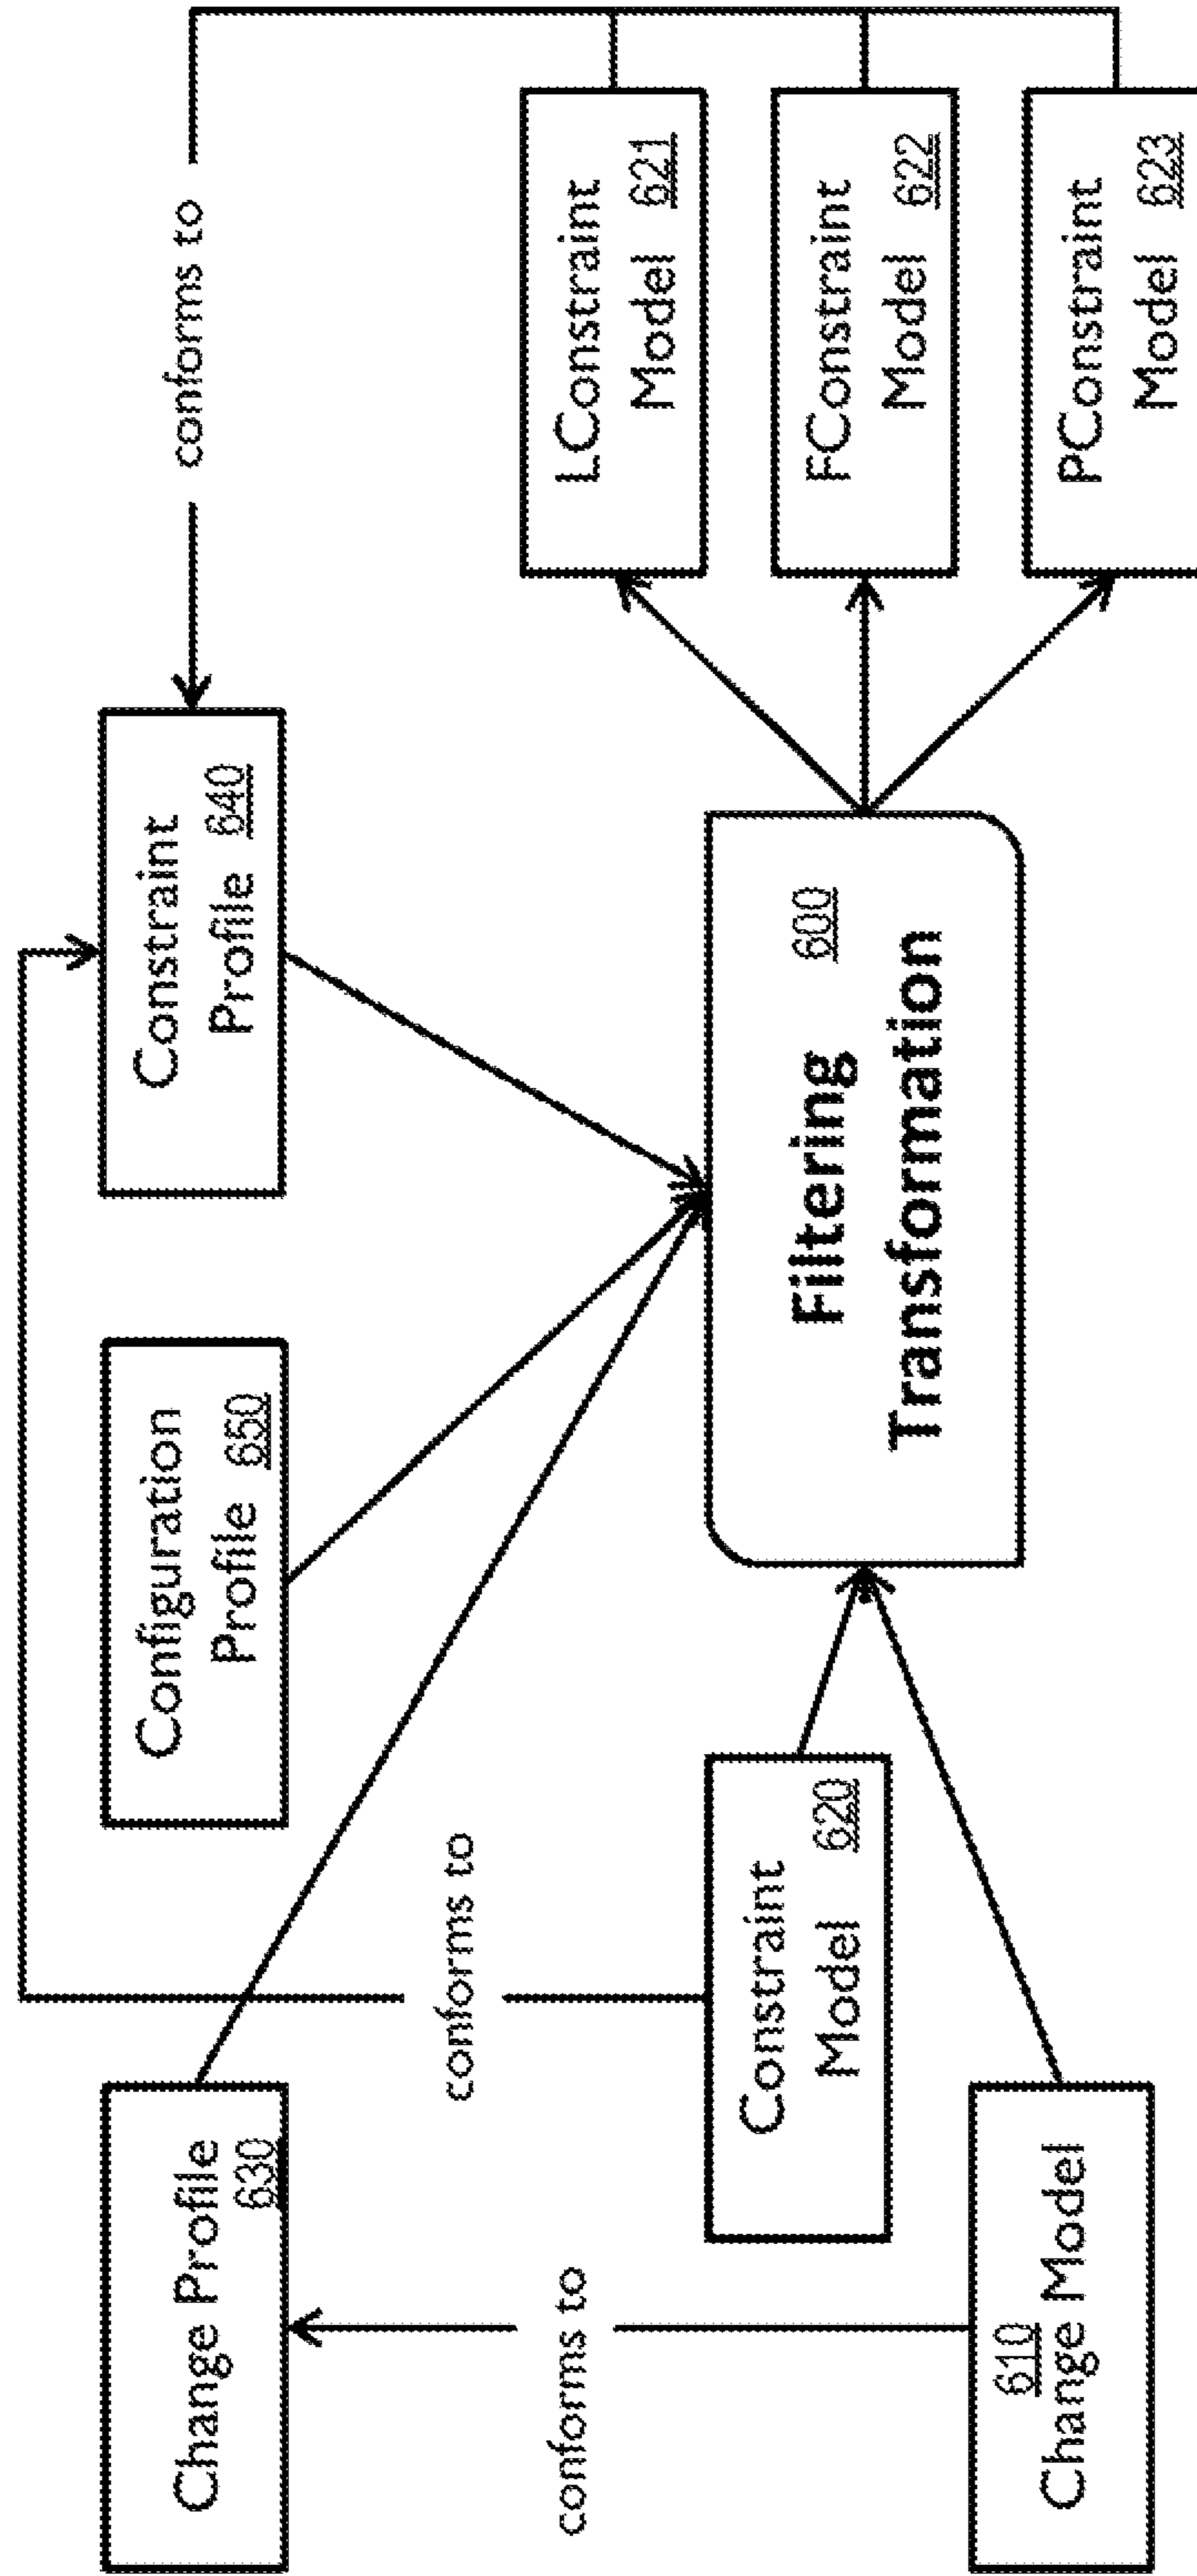 Change Profile
630
Configuration
Profile 650
Constraint
Profile 640
conforms to
conforms to
conforms to
Constraint
Model 620
610
Change Model
Filtering 600
Transformation
LConstraint
Model 621
FConstraint
Model 622
PConstraint
Model 623